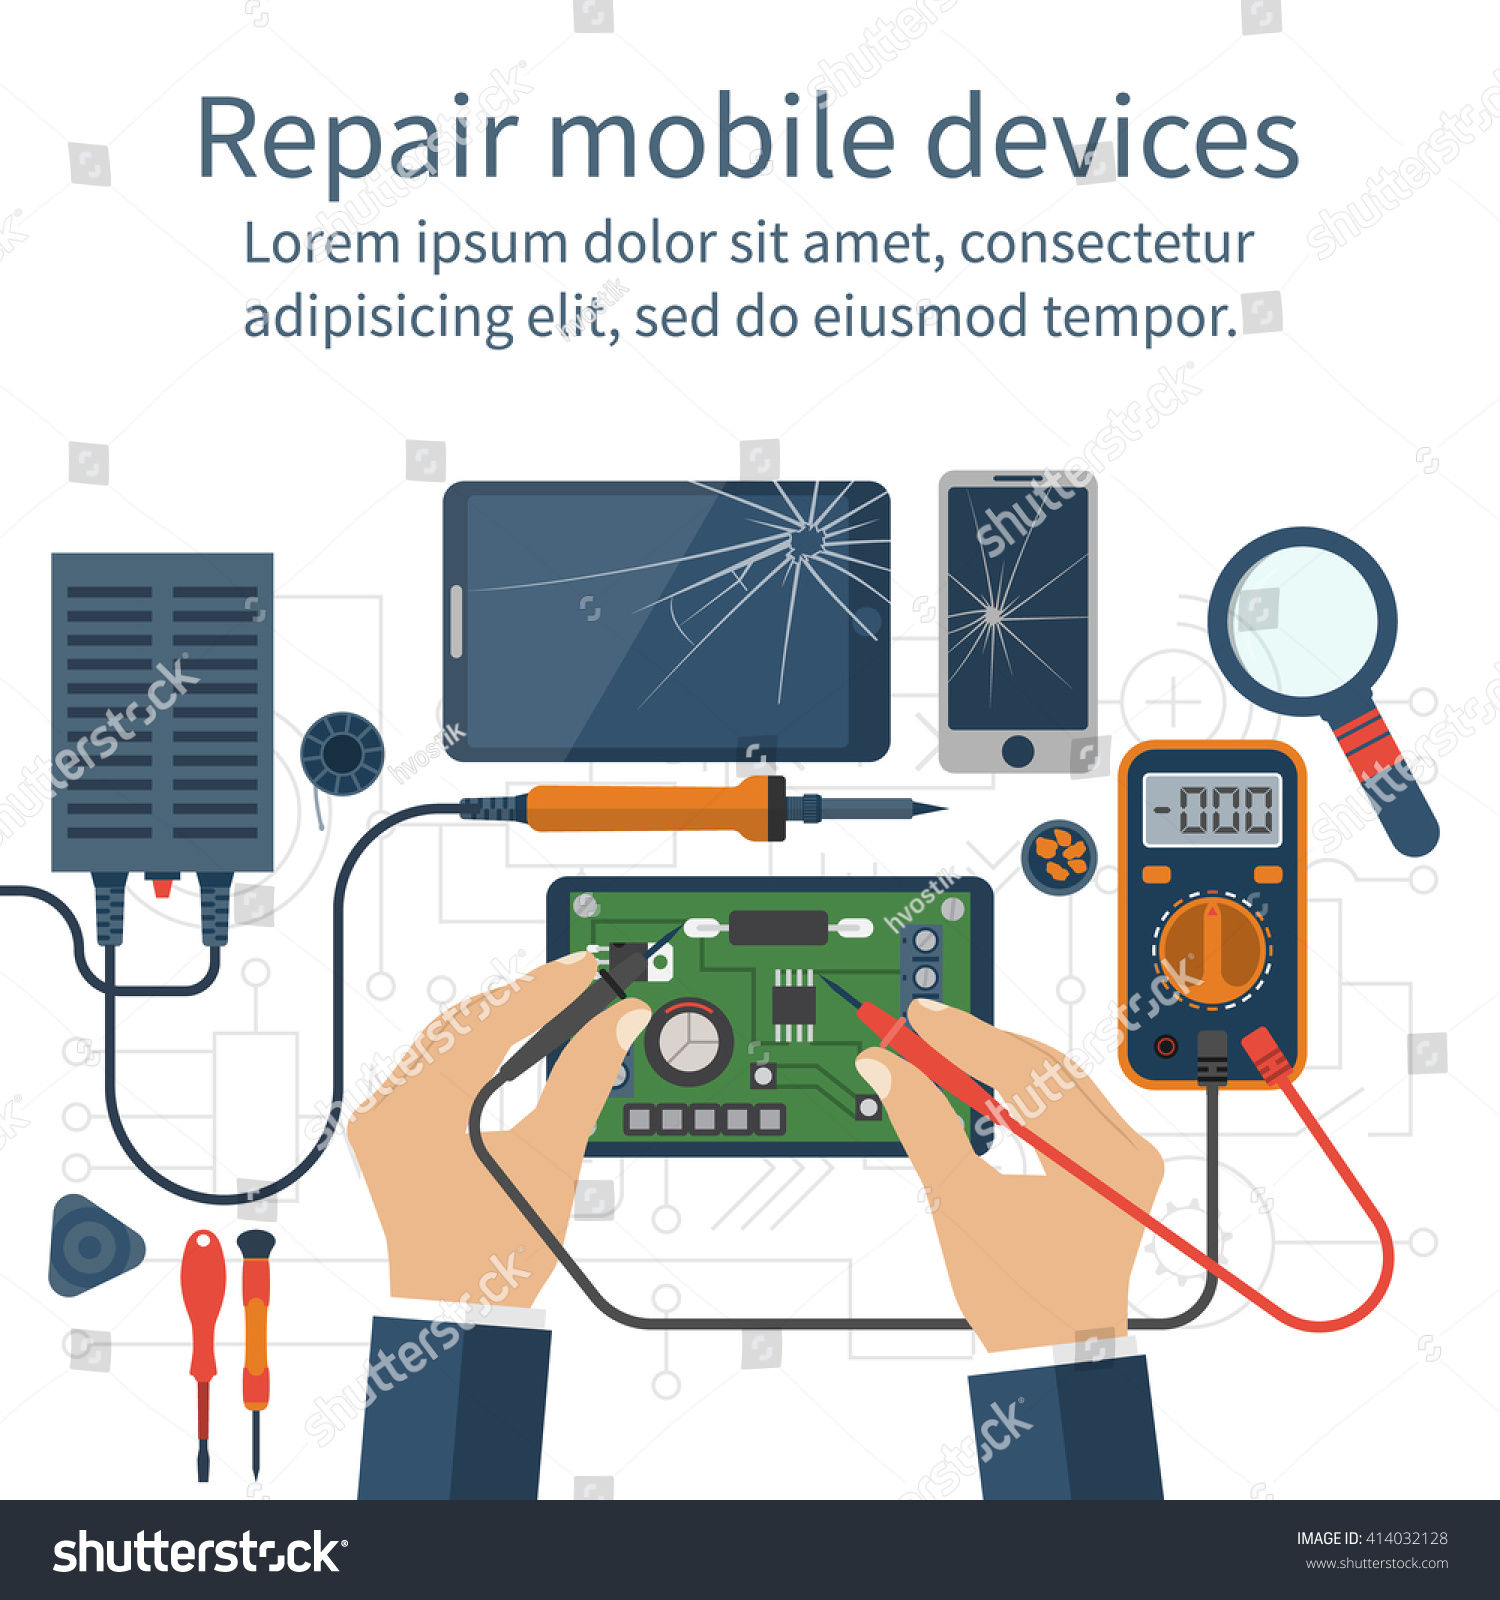 Repair mobile devices
Lorem ipsum dolor sit amet, consectetur
adipisicing elit, sed do eiusmod tempor.
-000
shutterstock
hvostik
IMAGE ID: 414032128
www.shutterstock.com